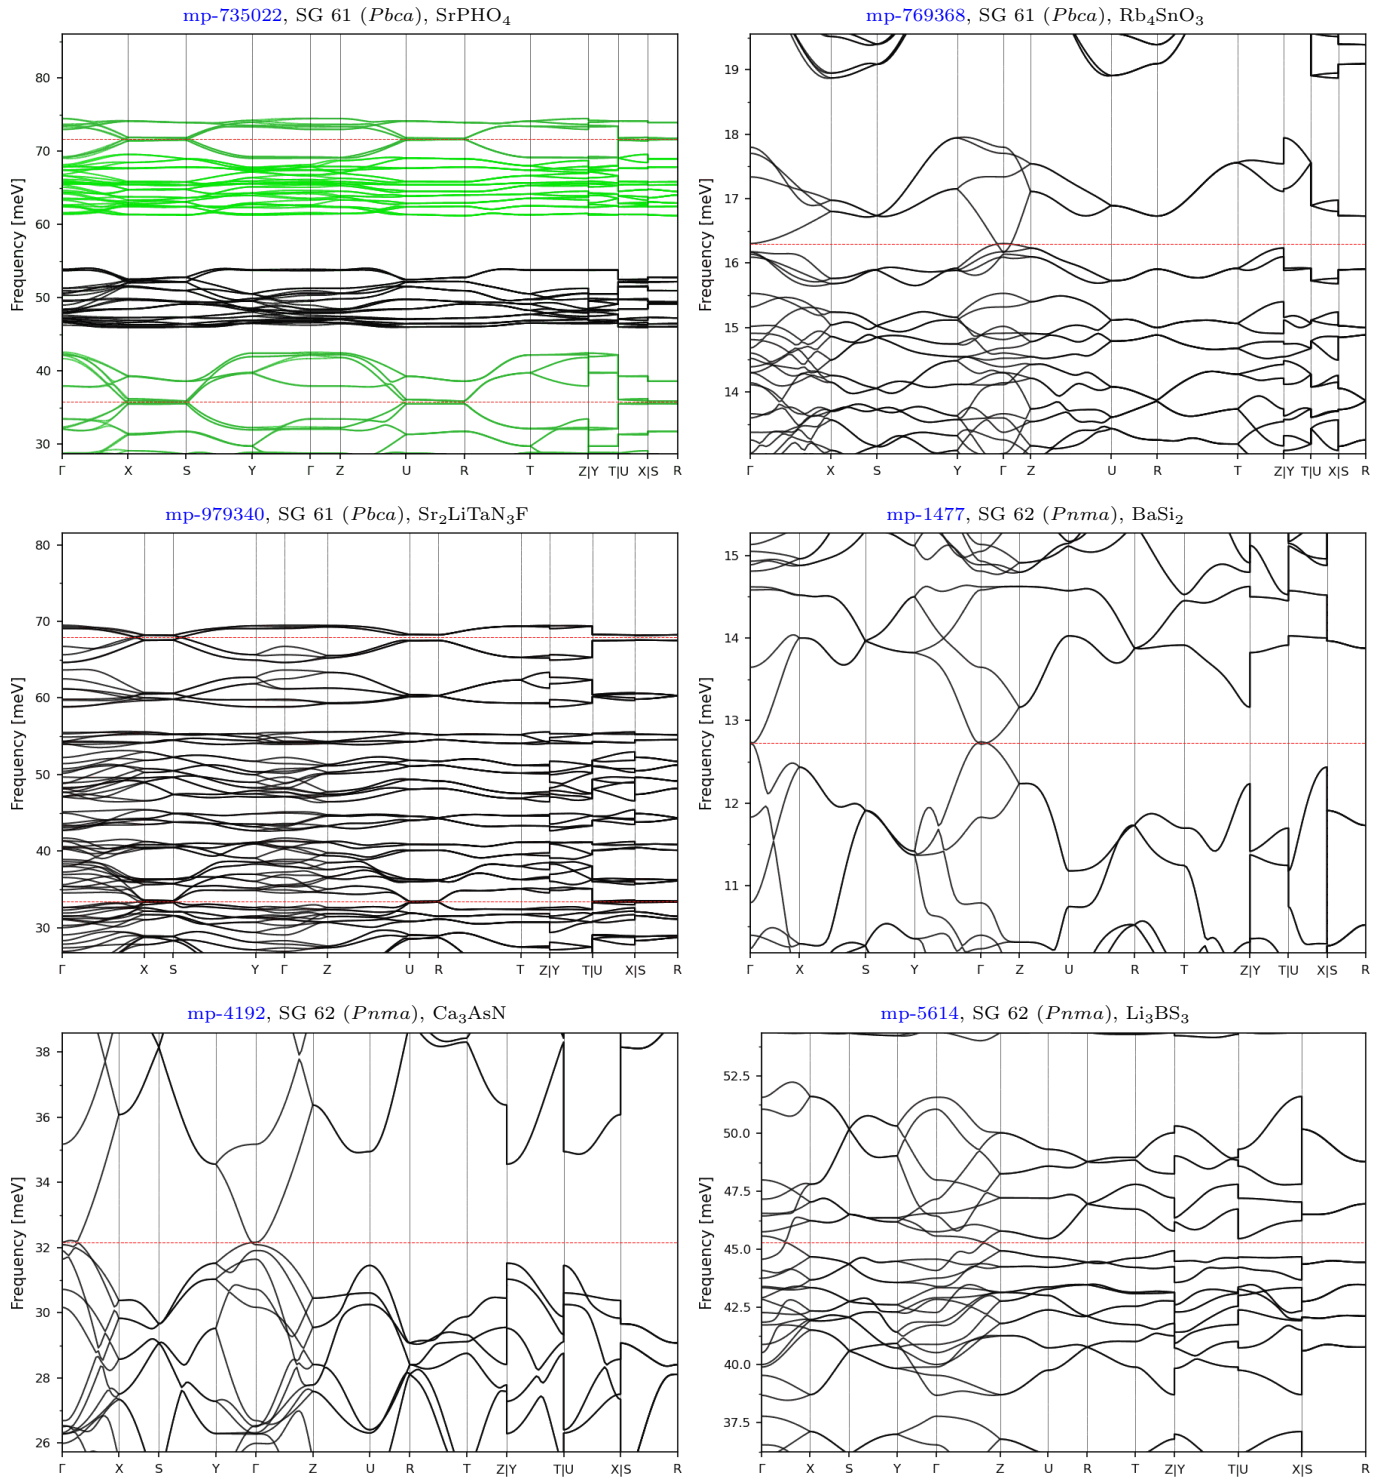 mp-735022, SG 61 (Pbca), SrPHO₄
80
70
60
50
40
30
Frequency [meV]
Γ X S Y Γ Z U R T Z|Y T|U X|S R
mp-769368, SG 61 (Pbca), Rb₄SnO₃
19
18
17
16
15
14
Frequency [meV]
Γ X S Y Γ Z U R T Z|Y T|U X|S R
mp-979340, SG 61 (Pbca), Sr₂LiTaN₃F
80
70
60
50
40
30
Frequency [meV]
Γ X S Y Γ Z U R T Z|Y T|U X|S R
mp-1477, SG 62 (Pnma), BaSi₂
15
14
13
12
11
Frequency [meV]
Γ X S Y Γ Z U R T Z|Y T|U X|S R
mp-4192, SG 62 (Pnma), Ca₃AsN
38
36
34
32
30
28
26
Frequency [meV]
Γ X S Y Γ Z U R T Z|Y T|U X|S R
mp-5614, SG 62 (Pnma), Li₃BS₃
52.5
50.0
47.5
45.0
42.5
40.0
37.5
Frequency [meV]
Γ X S Y Γ Z U R T Z|Y T|U X|S R